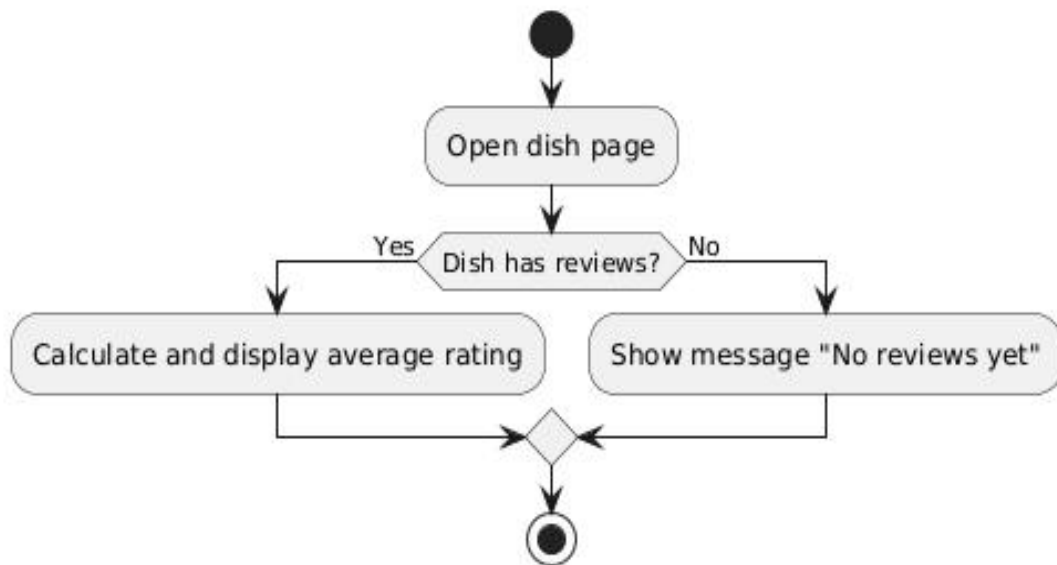 Open dish page
Yes
Dish has reviews?
No
Calculate and display average rating
Show message "No reviews yet"